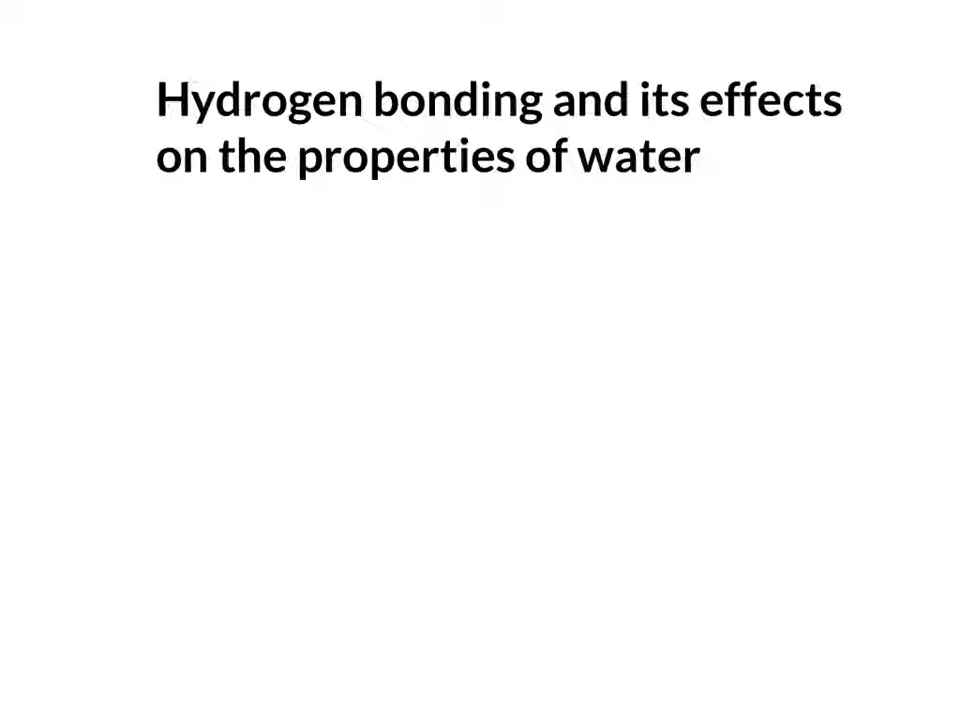 Hydrogen bonding and its effects
on the properties of water